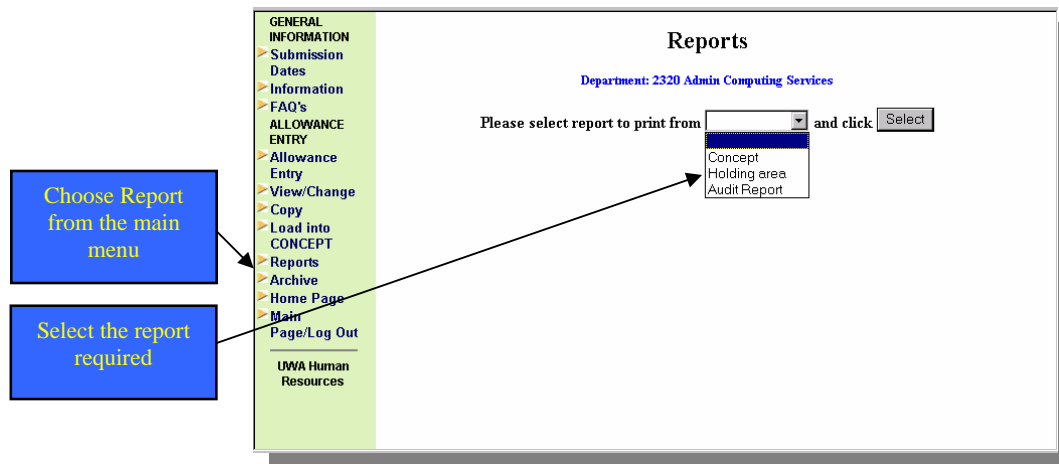 GENERAL
INFORMATION
Submission
Dates
Information
FAQ's
ALLOWANCE
ENTRY
Allowance
Entry
View/Change
Copy
Load into
CONCEPT
Reports
Archive
Home Page
Main
Page/Log Out
UWA Human
Resources
Reports
Department: 2320 Admin Computing Services
Please select report to print from and click Select
Concept
Holding area
Audit Report
Choose Report
from the main
menu
Select the report
required